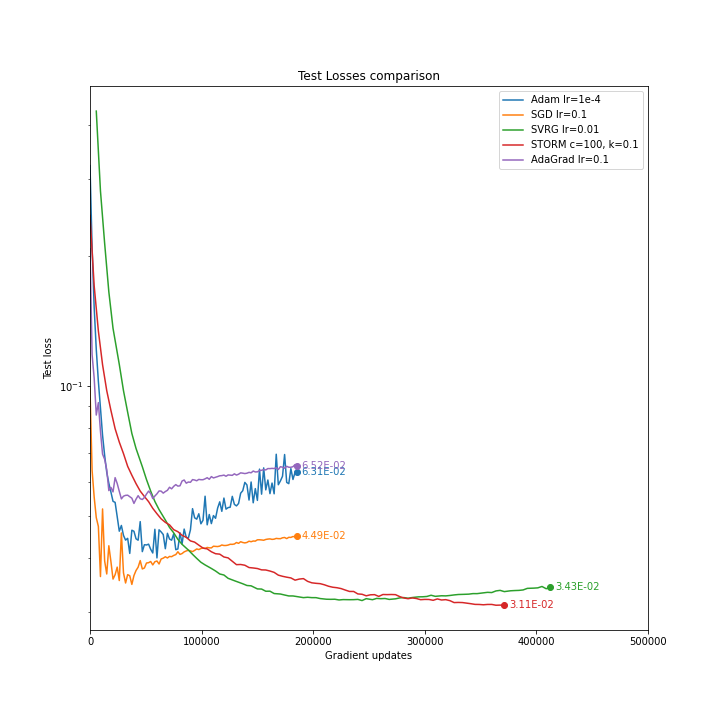 Test Losses comparison
Adam lr=1e-4
SGD lr=0.1
SVRG lr=0.01
STORM c=100, k=0.1
AdaGrad lr=0.1
Test loss
10⁻¹
6.52E-02
6.31E-02
4.49E-02
3.43E-02
3.11E-02
0 100000 200000 300000 400000 500000
Gradient updates